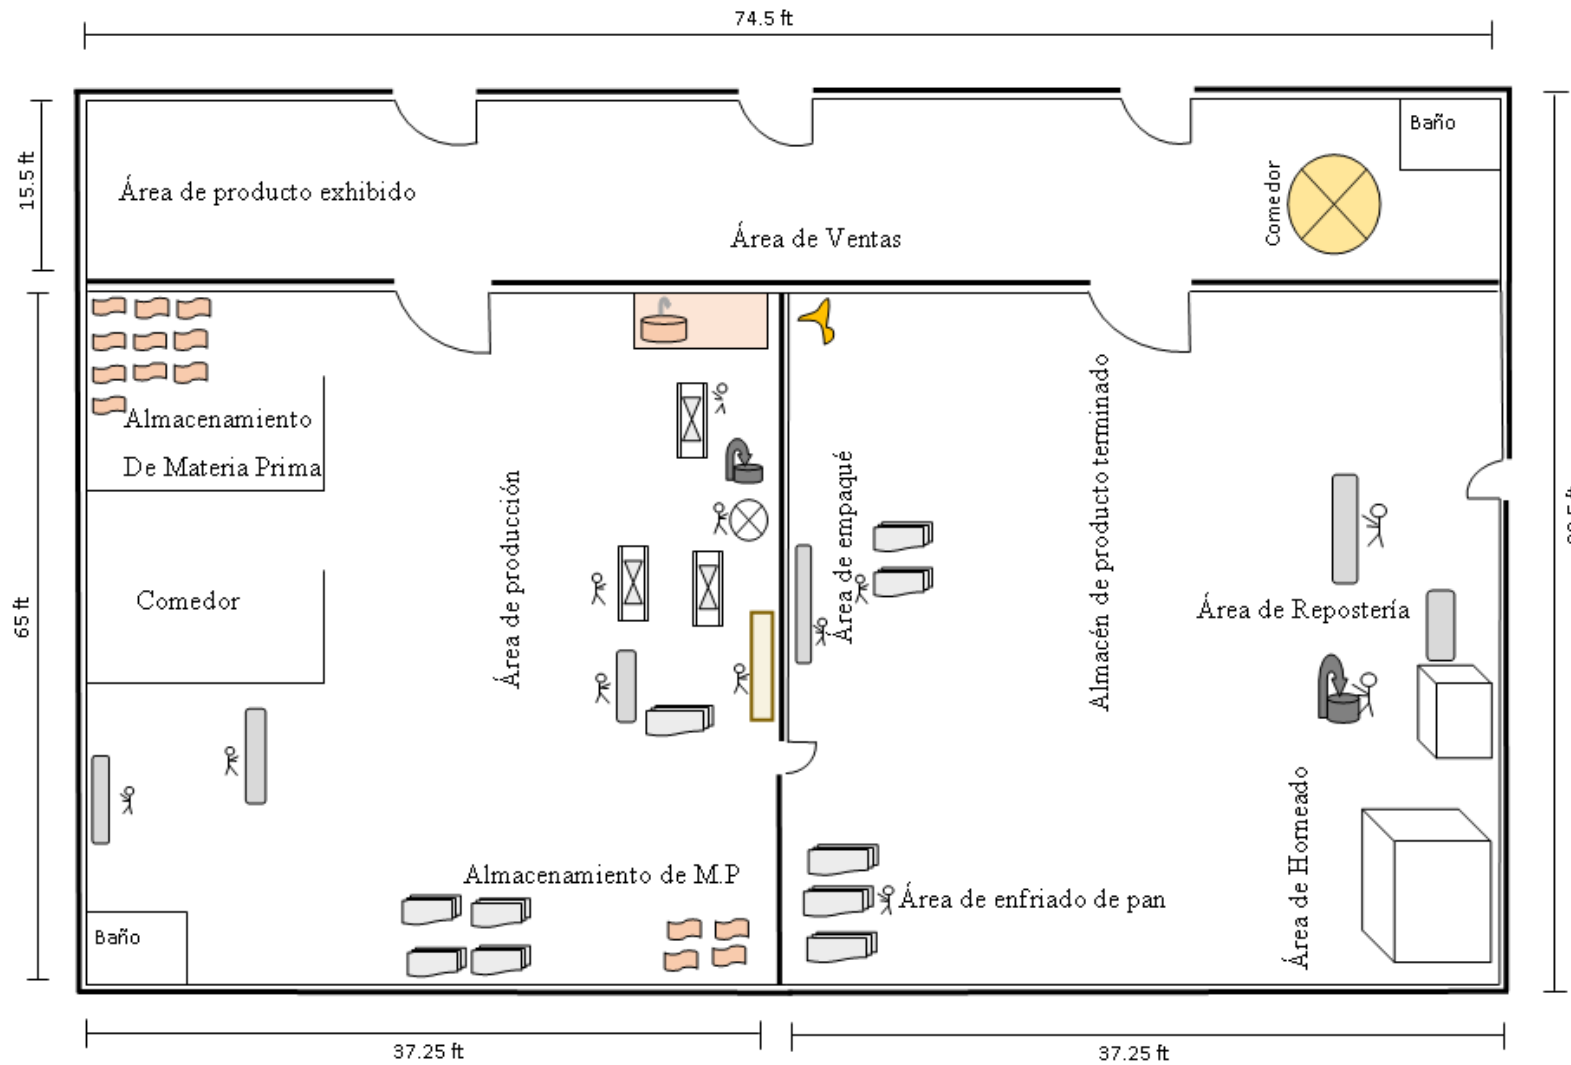 74.5 ft
15.5 ft
Baño
Área de producto exhibido
Comedor
Área de Ventas
Almacenamiento
De Materia Prima
Comedor
Área de producción
Área de empaqué
Almacén de producto terminado
Área de Repostería
65 ft
Almacenamiento de M.P
Baño
Área de enfriado de pan
Área de Horneado
37.25 ft
37.25 ft